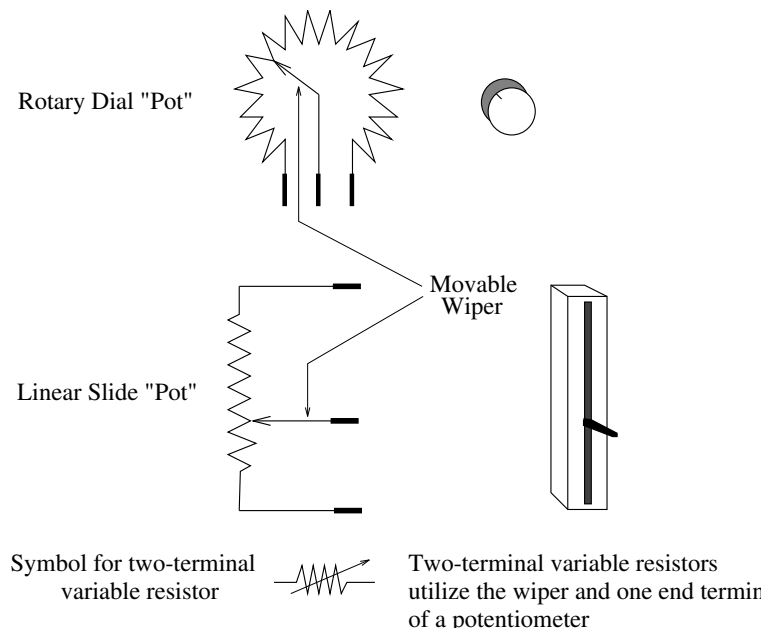 Rotary Dial "Pot"
Movable
Wiper
Linear Slide "Pot"
Symbol for two-terminal
variable resistor
Two-terminal variable resistors
utilize the wiper and one end termin
of a potentiometer